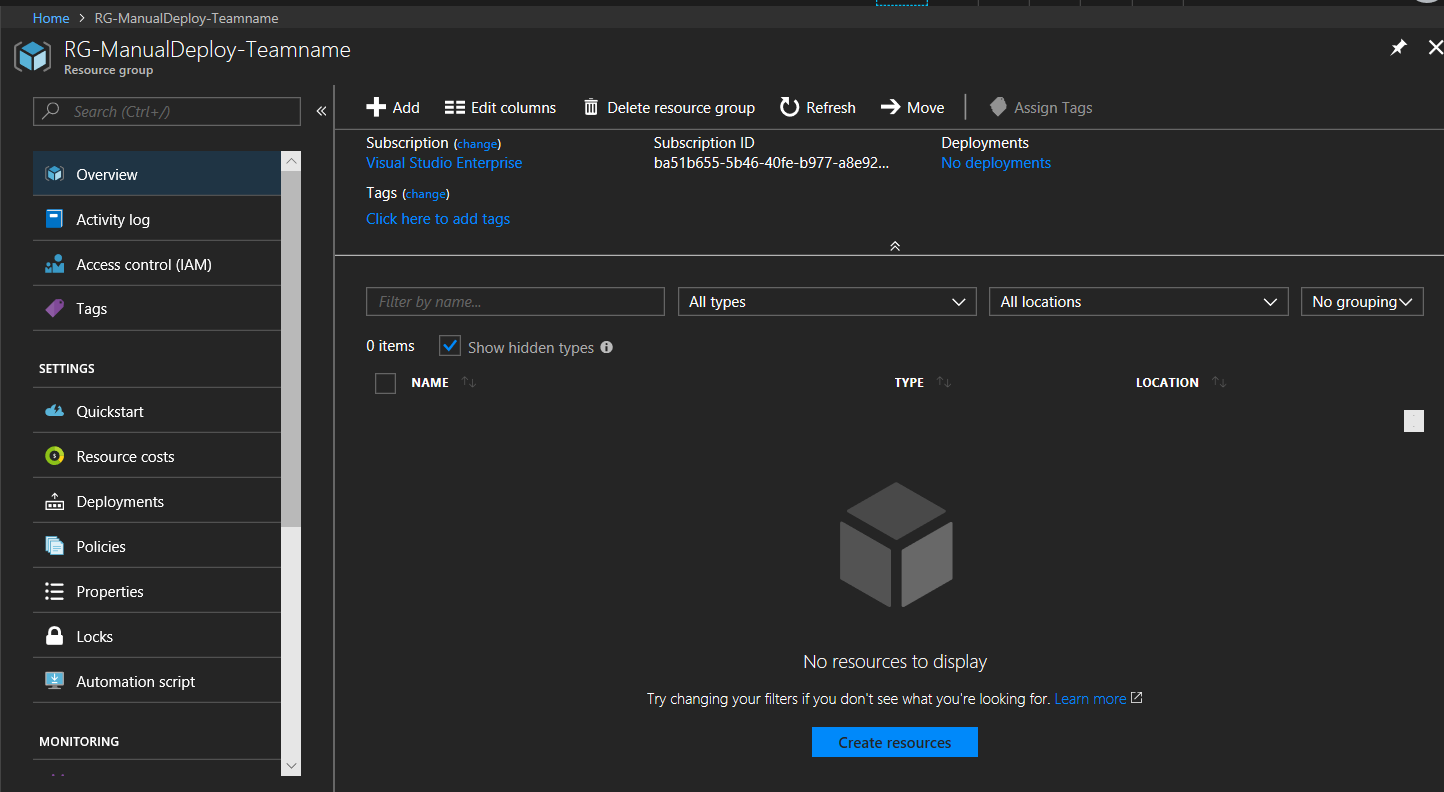 Home > RG-ManualDeploy-Teamname
RG-ManualDeploy-Teamname
Resource group
Search (Ctrl+/)
Overview
Activity log
Access control (IAM)
Tags
SETTINGS
Quickstart
Resource costs
Deployments
Policies
Properties
Locks
Automation script
MONITORING
Add Edit columns Delete resource group Refresh Move Assign Tags
Subscription (change) Subscription ID Deployments
Visual Studio Enterprise ba51b655-5b46-40fe-b977-a8e92... No deployments
Tags (change)
Click here to add tags
Filter by name... All types All locations No grouping
0 items Show hidden types
NAME TYPE LOCATION
No resources to display
Try changing your filters if you don't see what you're looking for. Learn more
Create resources